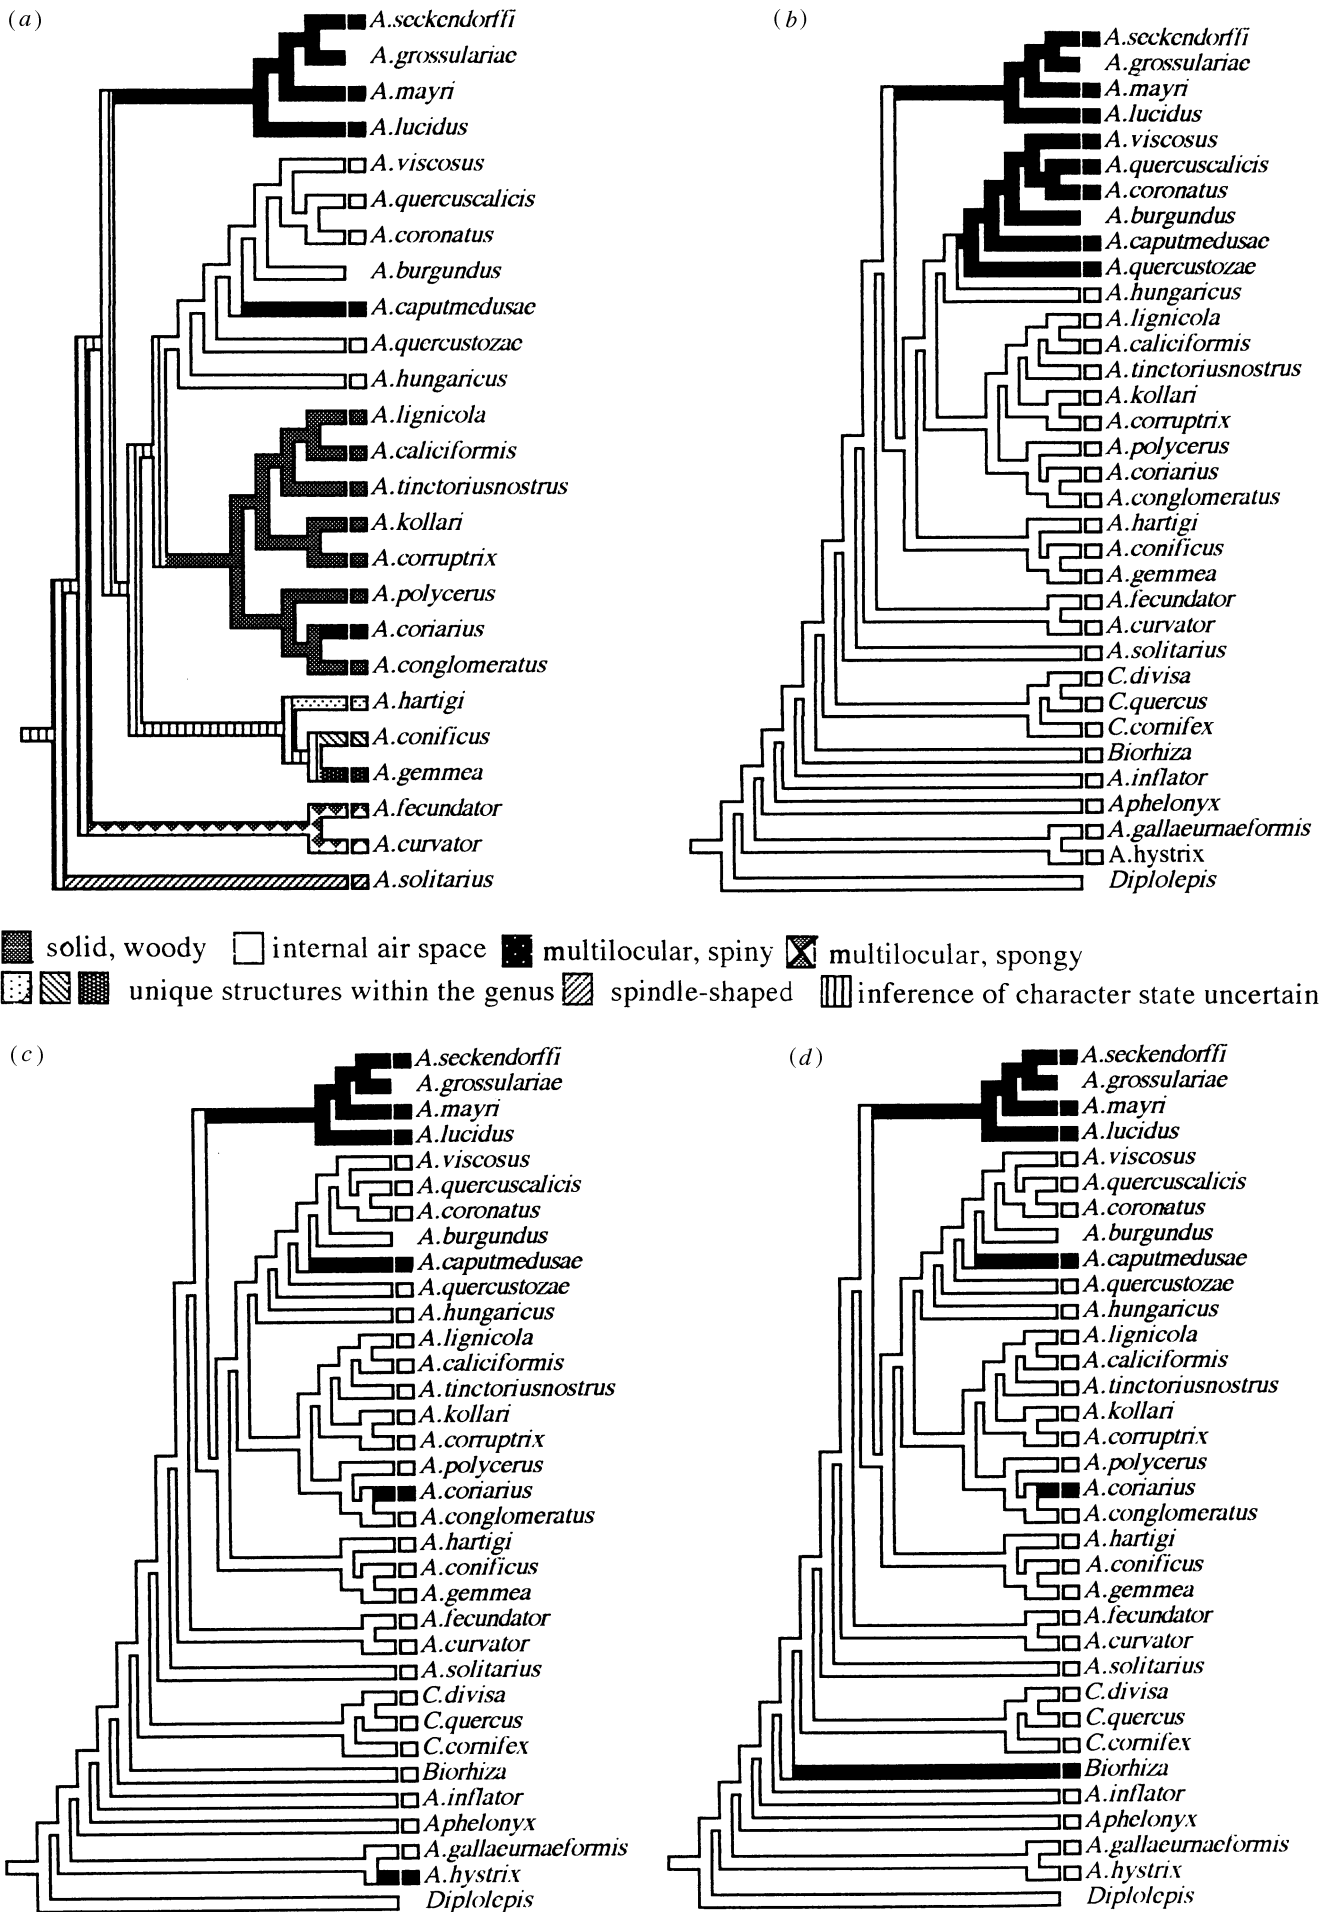 (a)
A.seckendorffi
A.grossulariae
A.mayri
A.lucidus
A.viscosus
A.quercuscalicis
A.coronatus
A.burgundus
A.caputmedusae
A.quercustozae
A.hungaricus
A.lignicola
A.caliciformis
A.tinctoriusnostrus
A.kollari
A.corruptrix
A.polycerus
A.coriarius
A.conglomeratus
A.hartigi
A.conificus
A.gemmea
A.fecundator
A.curvator
A.solitarius
(b)
A.seckendorffi
A.grossulariae
A.mayri
A.lucidus
A.viscosus
A.quercuscalicis
A.coronatus
A.burgundus
A.caputmedusae
A.quercustozae
A.hungaricus
A.lignicola
A.caliciformis
A.tinctoriusnostrus
A.kollari
A.corruptrix
A.polycerus
A.coriarius
A.conglomeratus
A.hartigi
A.conificus
A.gemmea
A.fecundator
A.curvator
A.solitarius
C.divisa
C.quercus
C.cornifex
Biorhiza
A.inflator
Aphelonyx
A.gallaeurnaeformis
A.hystrix
Diplolepis
solid, woody internal air space multilocular, spiny multilocular, spongy
unique structures within the genus spindle-shaped inference of character state uncertain
(c)
A.seckendorffi
A.grossulariae
A.mayri
A.lucidus
A.viscosus
A.quercuscalicis
A.coronatus
A.burgundus
A.caputmedusae
A.quercustozae
A.hungaricus
A.lignicola
A.caliciformis
A.tinctoriusnostrus
A.kollari
A.corruptrix
A.polycerus
A.coriarius
A.conglomeratus
A.hartigi
A.conificus
A.gemmea
A.fecundator
A.curvator
A.solitarius
C.divisa
C.quercus
C.cornifex
Biorhiza
A.inflator
Aphelonyx
A.gallaeurnaeformis
A.hystrix
Diplolepis
(d)
A.seckendorffi
A.grossulariae
A.mayri
A.lucidus
A.viscosus
A.quercuscalicis
A.coronatus
A.burgundus
A.caputmedusae
A.quercustozae
A.hungaricus
A.lignicola
A.caliciformis
A.tinctoriusnostrus
A.kollari
A.corruptrix
A.polycerus
A.coriarius
A.conglomeratus
A.hartigi
A.conificus
A.gemmea
A.fecundator
A.curvator
A.solitarius
C.divisa
C.quercus
C.cornifex
Biorhiza
A.inflator
Aphelonyx
A.gallaeurnaeformis
A.hystrix
Diplolepis